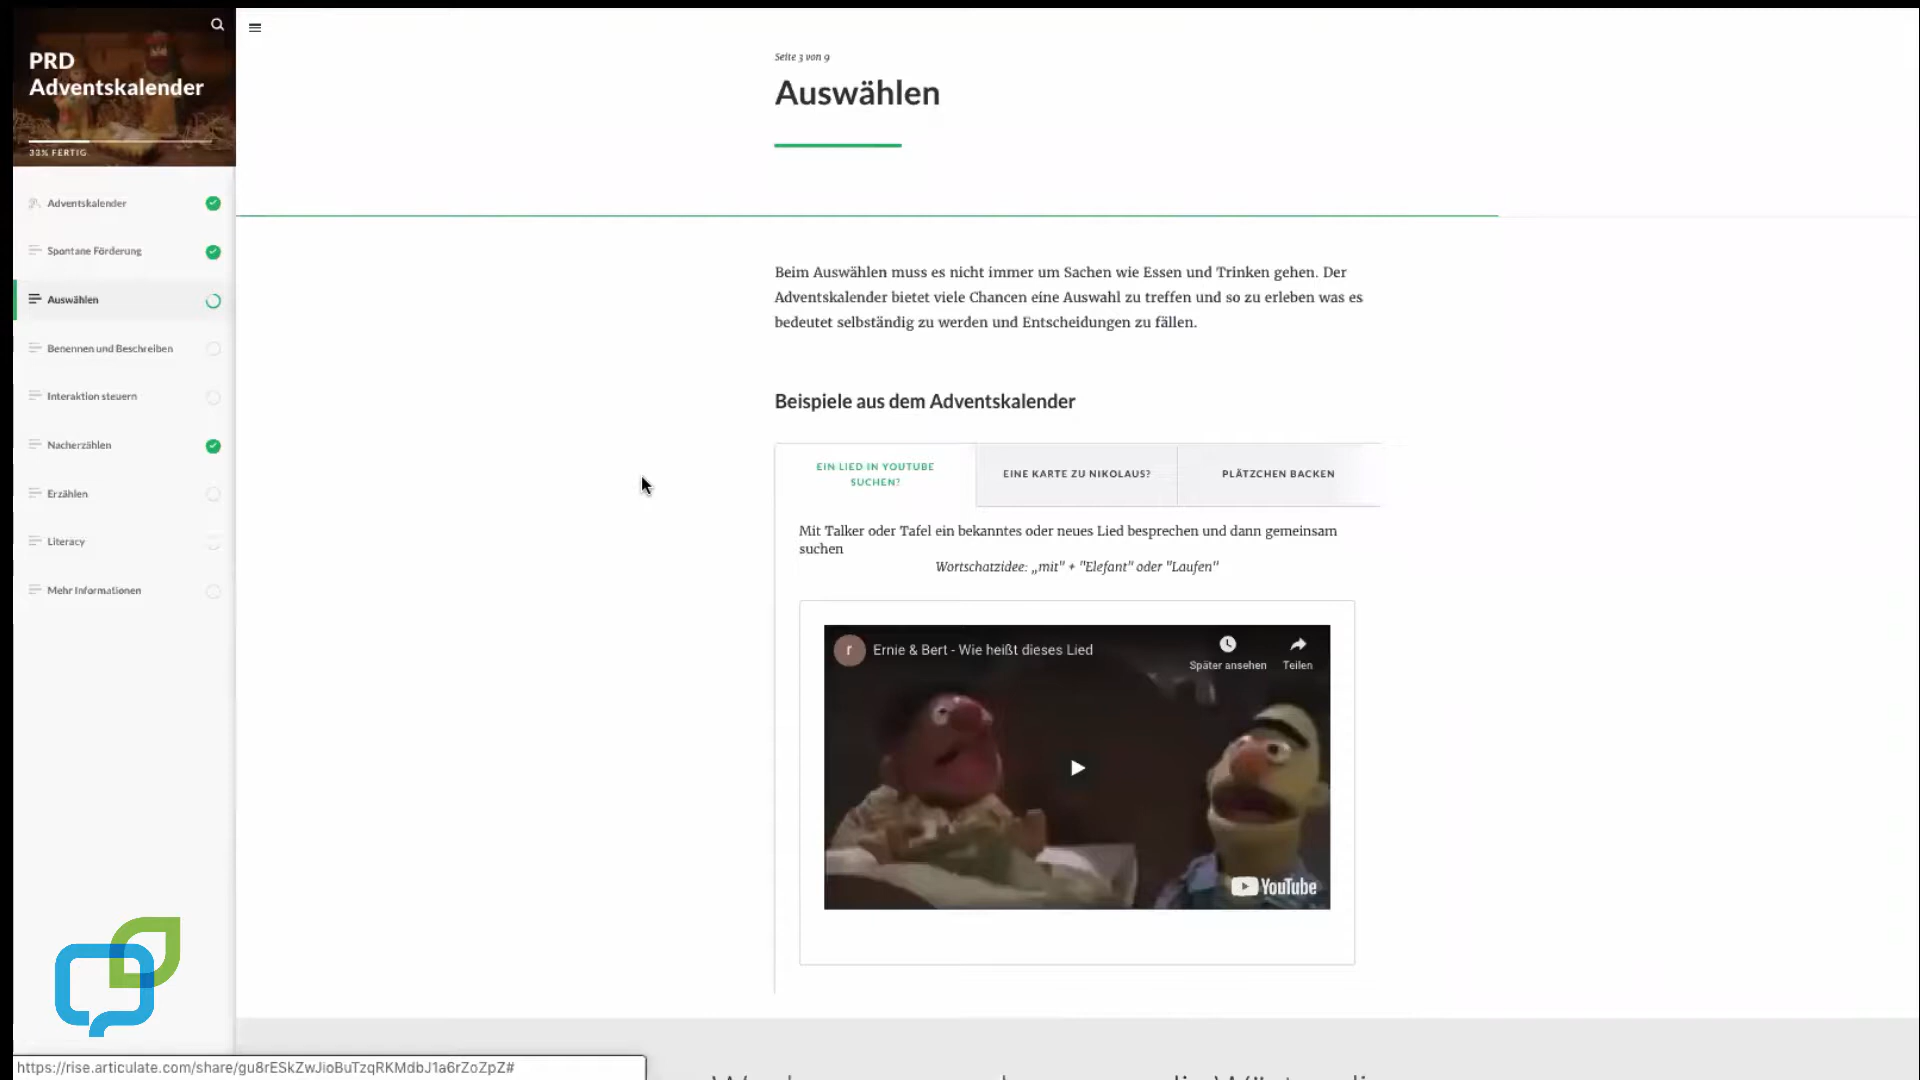 PRD
Adventskalender
33% FERTIG
Adventskalender
Spontane Förderung
Auswählen
Benennen und Beschreiben
Interaktion steuern
Nacherzählen
Erzählen
Literacy
Mehr Informationen
Seite 3 von 9
Auswählen
Beim Auswählen muss es nicht immer um Sachen wie Essen und Trinken gehen. Der
Adventskalender bietet viele Chancen eine Auswahl zu treffen und so zu erleben was es
bedeutet selbständig zu werden und Entscheidungen zu fällen.
Beispiele aus dem Adventskalender
EIN LIED IN YOUTUBE
SUCHEN?
EINE KARTE ZU NIKOLAUS?
PLÄTZCHEN BACKEN
Mit Talker oder Tafel ein bekanntes oder neues Lied besprechen und dann gemeinsam
suchen
Wortschatzidee: „mit" + "Elefant" oder "Laufen"
r
Ernie & Bert - Wie heißt dieses Lied
Später ansehen
Teilen
YouTube
https://rise.articulate.com/share/gu8rESkZwJioBuTzqRKMdbJ1a6rZoZpZ#